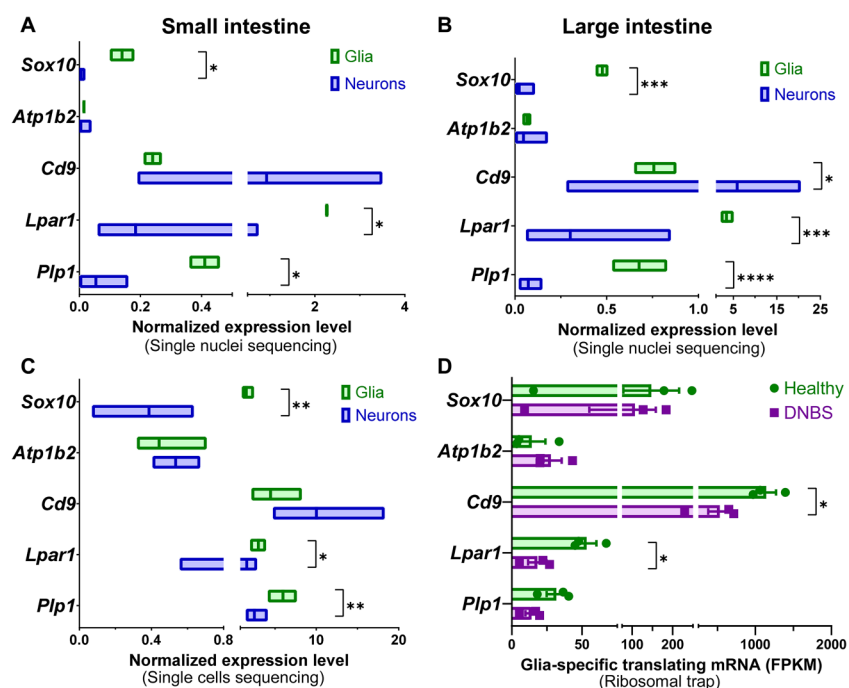 A
Small intestine
Glia
Neurons
Sox10
*
Atp1b2
Cd9
Lpar1
*
Plp1
*
0.0 0.2 0.4 2 4
Normalized expression level
(Single nuclei sequencing)
B
Large intestine
Glia
Neurons
Sox10
***
Atp1b2
Cd9
*
Lpar1
***
Plp1
****
0.0 0.5 1.0 5 15 25
Normalized expression level
(Single nuclei sequencing)
C
Glia
Neurons
Sox10
**
Atp1b2
Cd9
Lpar1
*
Plp1
**
0.0 0.4 0.8 10 20
Normalized expression level
(Single cells sequencing)
D
Healthy
DNBS
Sox10
Atp1b2
Cd9
*
Lpar1
*
Plp1
0 50 100 200 1000 2000
Glia-specific translating mRNA (FPKM)
(Ribosomal trap)